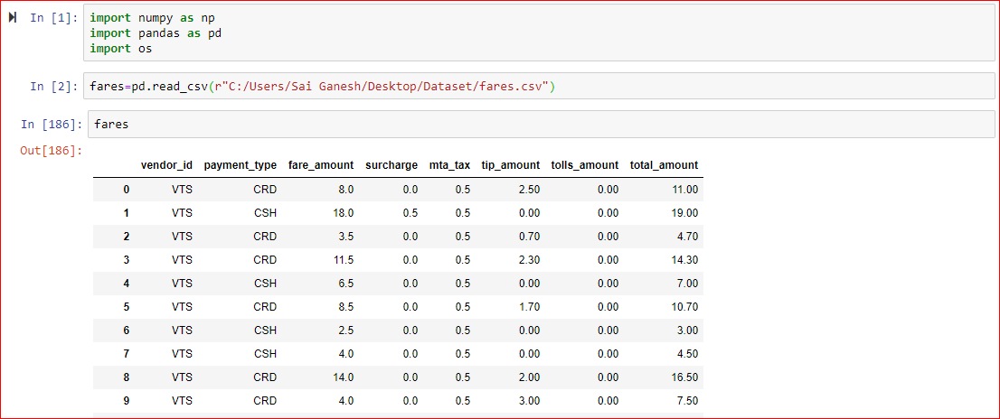 In [1]: import numpy as np
import pandas as pd
import os
In [2]: fares=pd.read_csv(r"C:/Users/Sai Ganesh/Desktop/Dataset/fares.csv")
In [186]: fares
Out[186]:
vendor_id payment_type fare_amount surcharge mta_tax tip_amount tolls_amount total_amount
0 VTS CRD 8.0 0.0 0.5 2.50 0.00 11.00
1 VTS CSH 18.0 0.5 0.5 0.00 0.00 19.00
2 VTS CRD 3.5 0.0 0.5 0.70 0.00 4.70
3 VTS CRD 11.5 0.0 0.5 2.30 0.00 14.30
4 VTS CSH 6.5 0.0 0.5 0.00 0.00 7.00
5 VTS CRD 8.5 0.0 0.5 1.70 0.00 10.70
6 VTS CSH 2.5 0.0 0.5 0.00 0.00 3.00
7 VTS CSH 4.0 0.0 0.5 0.00 0.00 4.50
8 VTS CRD 14.0 0.0 0.5 2.00 0.00 16.50
9 VTS CRD 4.0 0.0 0.5 3.00 0.00 7.50